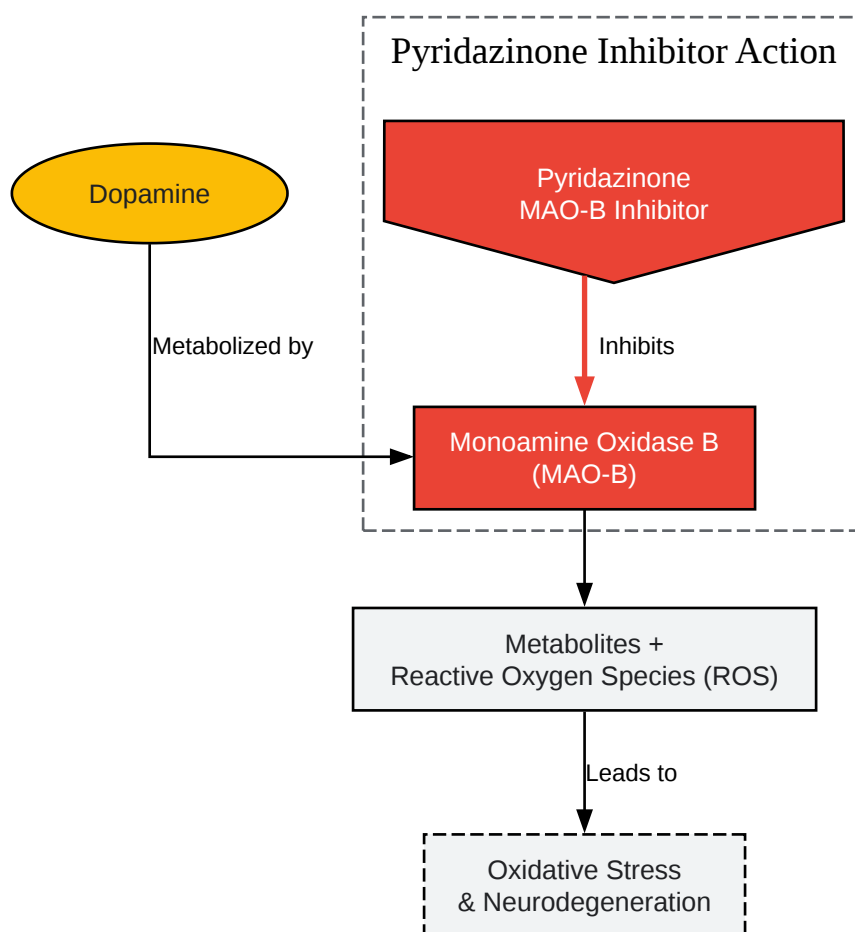 Pyridazinone Inhibitor Action
Dopamine
Pyridazinone
MAO-B Inhibitor
Metabolized by
Inhibits
Monoamine Oxidase B
(MAO-B)
Metabolites +
Reactive Oxygen Species (ROS)
Leads to
Oxidative Stress
& Neurodegeneration